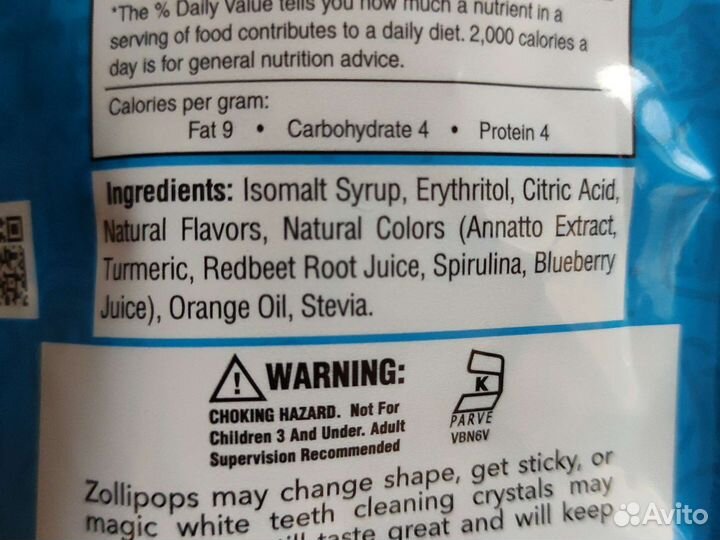 *The % Daily Value tells you how much a nutrient in a
serving of food contributes to a daily diet. 2,000 calories a
day is for general nutrition advice.
Calories per gram:
Fat 9 • Carbohydrate 4 • Protein 4
Ingredients: Isomalt Syrup, Erythritol, Citric Acid,
Natural Flavors, Natural Colors (Annatto Extract,
Turmeric, Redbeet Root Juice, Spirulina, Blueberry
Juice), Orange Oil, Stevia.
WARNING:
CHOKING HAZARD. Not For
Children 3 And Under. Adult
Supervision Recommended
K
PARVE
VBN6V
Zollipops may change shape, get sticky, or
magic white teeth cleaning crystals may
taste great and will keep
Avito